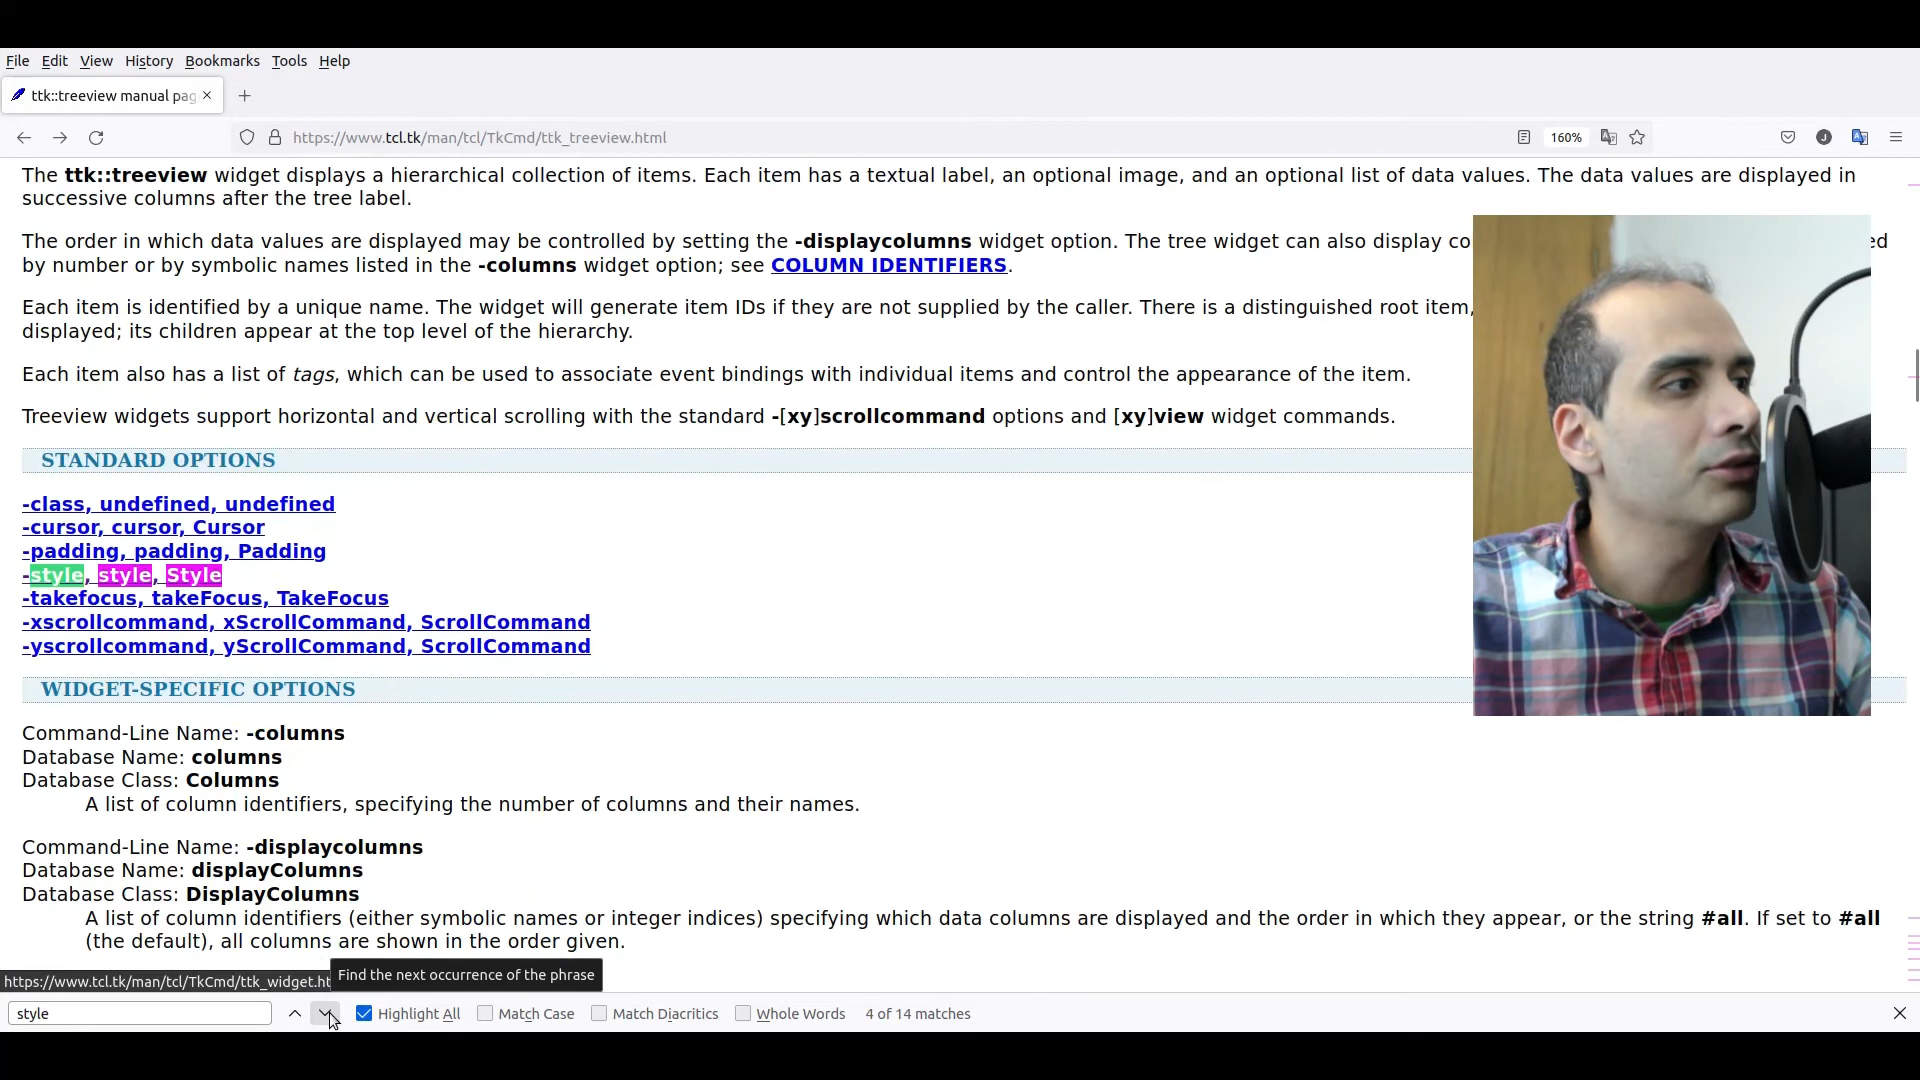 File Edit View History Bookmarks Tools Help
ttk::treeview manual pag
https://www.tcl.tk/man/tcl/TkCmd/ttk_treeview.html
160%
J
The ttk::treeview widget displays a hierarchical collection of items. Each item has a textual label, an optional image, and an optional list of data values. The data values are displayed in
successive columns after the tree label.
The order in which data values are displayed may be controlled by setting the -displaycolumns widget option. The tree widget can also display co
by number or by symbolic names listed in the -columns widget option; see COLUMN IDENTIFIERS.
Each item is identified by a unique name. The widget will generate item IDs if they are not supplied by the caller. There is a distinguished root item,
displayed; its children appear at the top level of the hierarchy.
Each item also has a list of tags, which can be used to associate event bindings with individual items and control the appearance of the item.
Treeview widgets support horizontal and vertical scrolling with the standard -[xy]scrollcommand options and [xy]view widget commands.
STANDARD OPTIONS
-class, undefined, undefined
-cursor, cursor, Cursor
-padding, padding, Padding
-style, style, Style
-takefocus, takeFocus, TakeFocus
-xscrollcommand, xScrollCommand, ScrollCommand
-yscrollcommand, yScrollCommand, ScrollCommand
WIDGET-SPECIFIC OPTIONS
Command-Line Name: -columns
Database Name: columns
Database Class: Columns
A list of column identifiers, specifying the number of columns and their names.
Command-Line Name: -displaycolumns
Database Name: displayColumns
Database Class: DisplayColumns
A list of column identifiers (either symbolic names or integer indices) specifying which data columns are displayed and the order in which they appear, or the string #all. If set to #all
(the default), all columns are shown in the order given.
https://www.tcl.tk/man/tcl/TkCmd/ttk_widget.ht
Find the next occurrence of the phrase
style Highlight All Match Case Match Diacritics Whole Words 4 of 14 matches